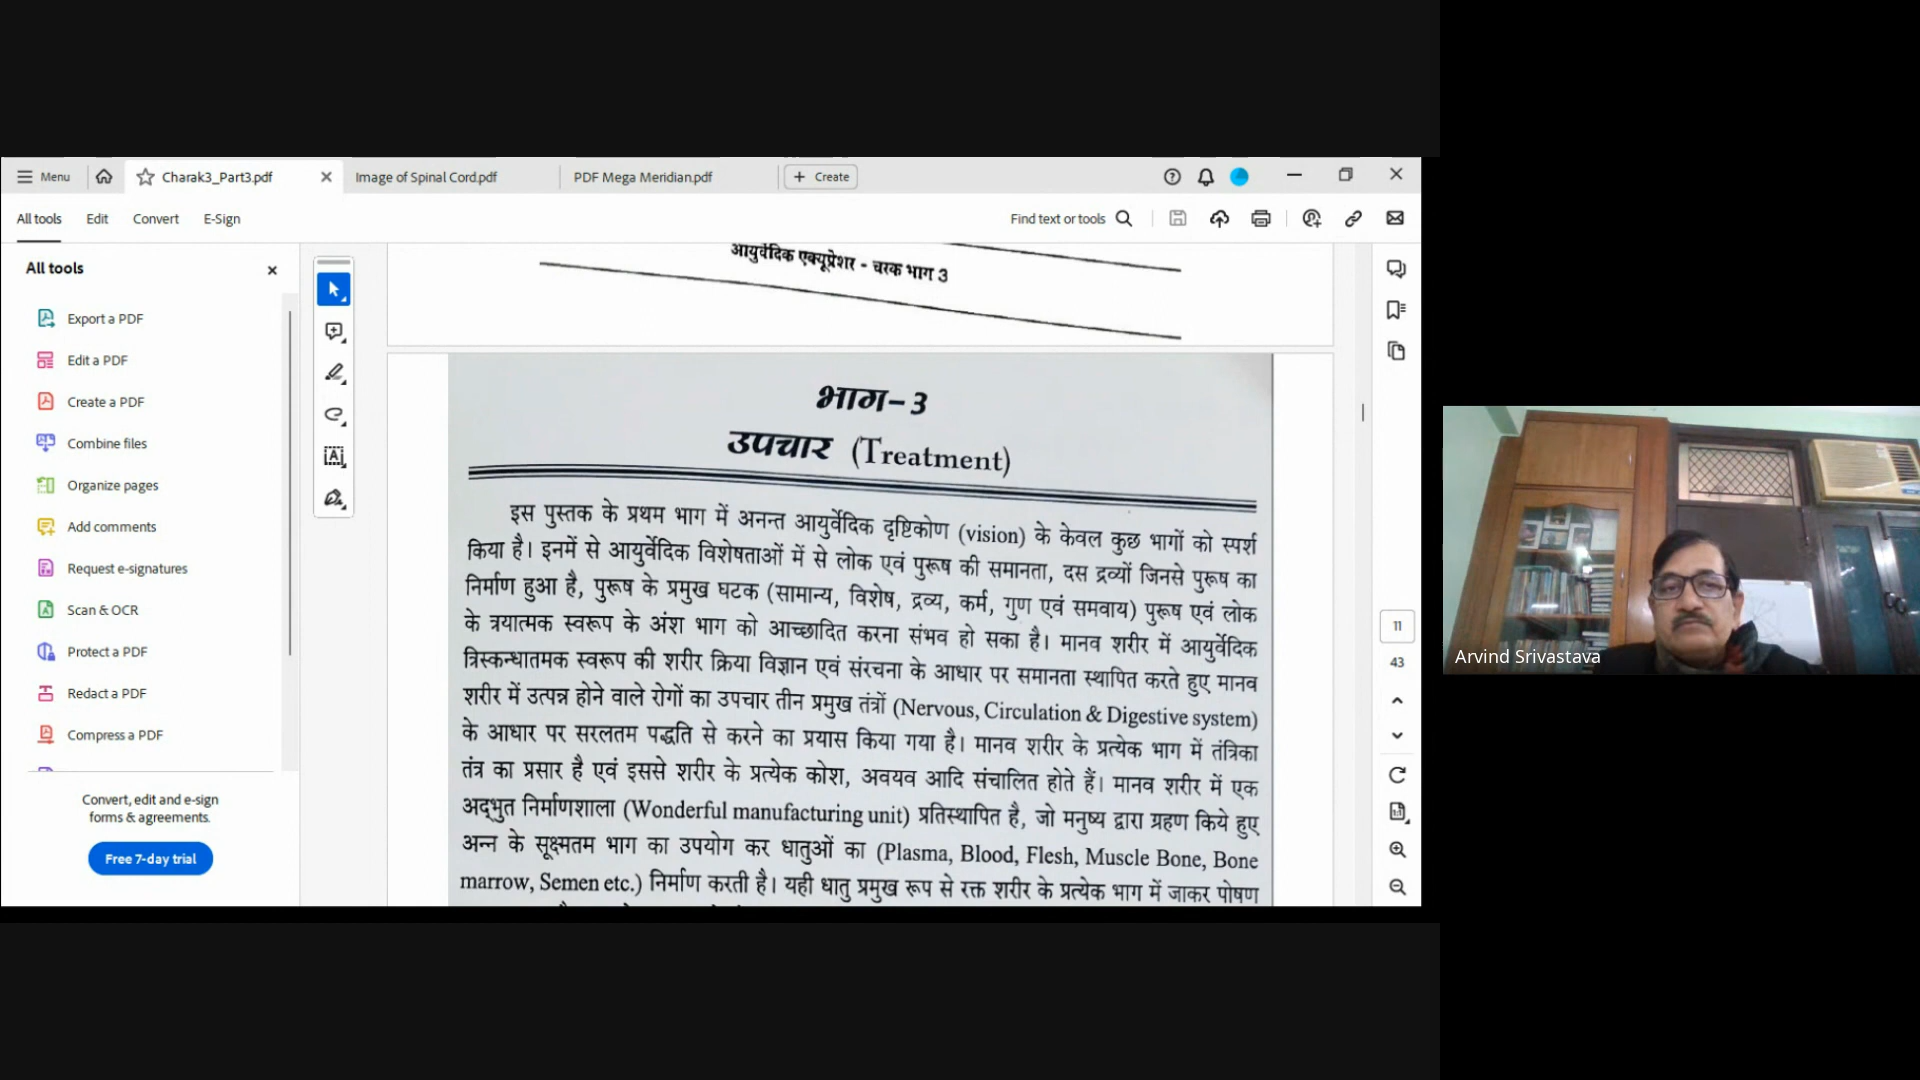 Menu
Charak3_Part3.pdf
Image of Spinal Cord.pdf
PDF Mega Meridian.pdf
Create
All tools
Edit
Convert
E-Sign
Find text or tools
All tools
Export a PDF
Edit a PDF
Create a PDF
Combine files
Organize pages
Add comments
Request e-signatures
Scan & OCR
Protect a PDF
Redact a PDF
Compress a PDF
Convert, edit and e-sign
forms & agreements.
Free 7-day trial
आयुर्वेदिक एक्यूप्रेशर - चरक भाग 3
भाग-3
उपचार (Treatment)
इस पुस्तक के प्रथम भाग में अनन्त आयुर्वेदिक दृष्टिकोण (vision) के केवल कुछ भागों को स्पर्श
किया है। इनमें से आयुर्वेदिक विशेषताओं में से लोक एवं पुरूष की समानता, दस द्रव्यों जिनसे पुरूष का
निर्माण हुआ है, पुरूष के प्रमुख घटक (सामान्य, विशेष, द्रव्य, कर्म, गुण एवं समवाय) पुरूष एवं लोक
के त्रयात्मक स्वरूप के अंश भाग को आच्छादित करना संभव हो सका है। मानव शरीर में आयुर्वेदिक
त्रिस्कन्धात्मक स्वरूप की शरीर क्रिया विज्ञान एवं संरचना के आधार पर समानता स्थापित करते हुए मानव
शरीर में उत्पन्न होने वाले रोगों का उपचार तीन प्रमुख तंत्रों (Nervous, Circulation & Digestive system)
के आधार पर सरलतम पद्धति से करने का प्रयास किया गया है। मानव शरीर के प्रत्येक भाग में तंत्रिका
तंत्र का प्रसार है एवं इससे शरीर के प्रत्येक कोश, अवयव आदि संचालित होते हैं। मानव शरीर में एक
अद्भुत निर्माणशाला (Wonderful manufacturing unit) प्रतिस्थापित है, जो मनुष्य द्वारा ग्रहण किये हुए
अन्न के सूक्ष्मतम भाग का उपयोग कर धातुओं का (Plasma, Blood, Flesh, Muscle Bone, Bone
marrow, Semen etc.) निर्माण करती है। यही धातु प्रमुख रूप से रक्त शरीर के प्रत्येक भाग में जाकर पोषण
11
43
Arvind Srivastava